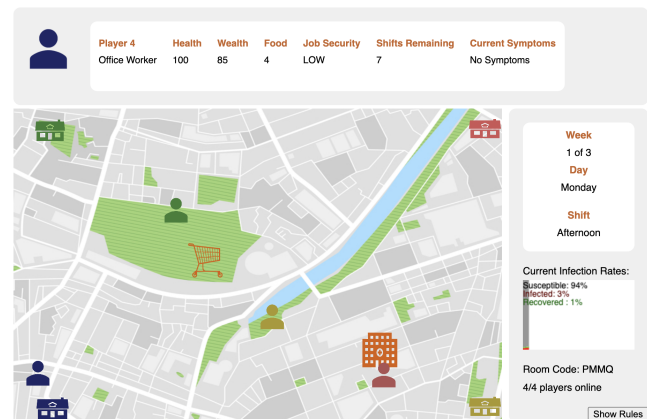 Player 4 Health Wealth Food Job Security Shifts Remaining Current Symptoms
Office Worker 100 85 4 LOW 7 No Symptoms
Week
1 of 3
Day
Monday
Shift
Afternoon
Current Infection Rates:
Susceptible: 94%
Infected: 3%
Recovered : 1%
Room Code: PMMQ
4/4 players online
Show Rules